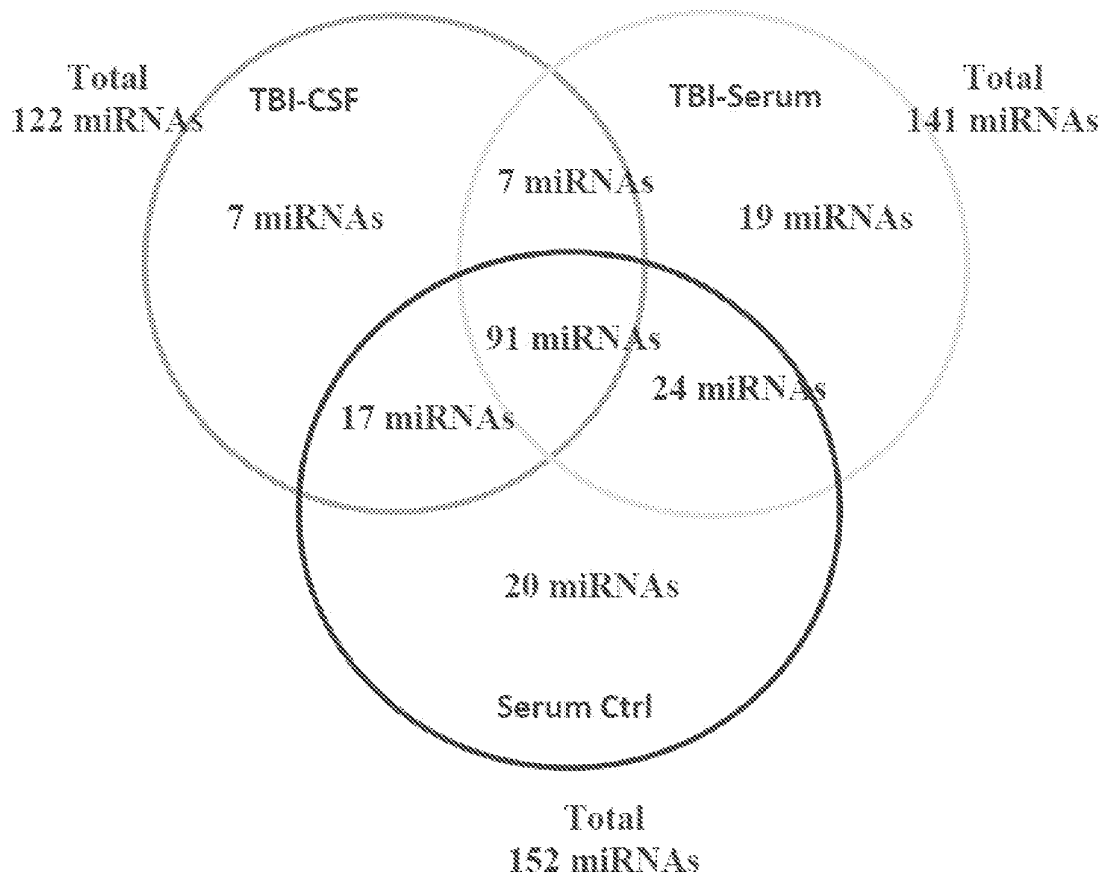 Total
122 miRNAs
TBI-CSF
TBI-Serum
Total
141 miRNAs
7 miRNAs
7 miRNAs
19 miRNAs
91 miRNAs
24 miRNAs
17 miRNAs
20 miRNAs
Serum Ctrl
Total
152 miRNAs